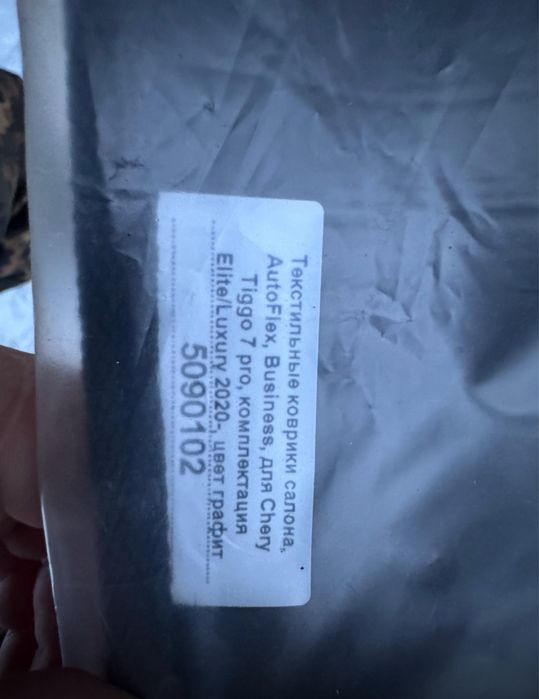 Текстильные коврики салона,
AutoFlex, Business, для Chery
Tiggo 7 pro, комплектация
Elite/Luxury 2020-, цвет графит
5090102